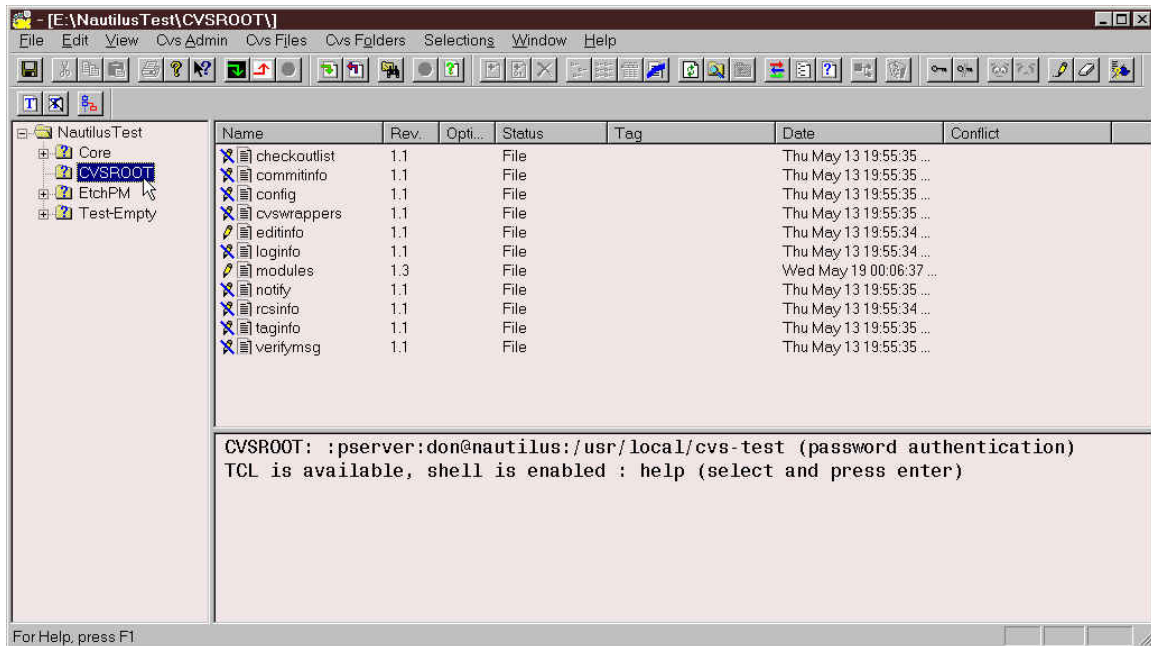 - [E:\NautilusTest\CVSROOT\]
File Edit View Cvs Admin Cvs Files Cvs Folders Selections Window Help
NautilusTest
Core
CVSROOT
EtchPM
Test-Empty
Name Rev. Opti... Status Tag Date Conflict
checkoutlist 1.1 File Thu May 13 19:55:35 ...
commitinfo 1.1 File Thu May 13 19:55:35 ...
config 1.1 File Thu May 13 19:55:35 ...
cvswrappers 1.1 File Thu May 13 19:55:35 ...
editinfo 1.1 File Thu May 13 19:55:34 ...
loginfo 1.1 File Thu May 13 19:55:34 ...
modules 1.3 File Wed May 19 00:06:37 ...
notify 1.1 File Thu May 13 19:55:35 ...
rcsinfo 1.1 File Thu May 13 19:55:34 ...
taginfo 1.1 File Thu May 13 19:55:35 ...
verifymsg 1.1 File Thu May 13 19:55:35 ...
CVSROOT: :pserver:don@nautilus:/usr/local/cvs-test (password authentication)
TCL is available, shell is enabled : help (select and press enter)
For Help, press F1